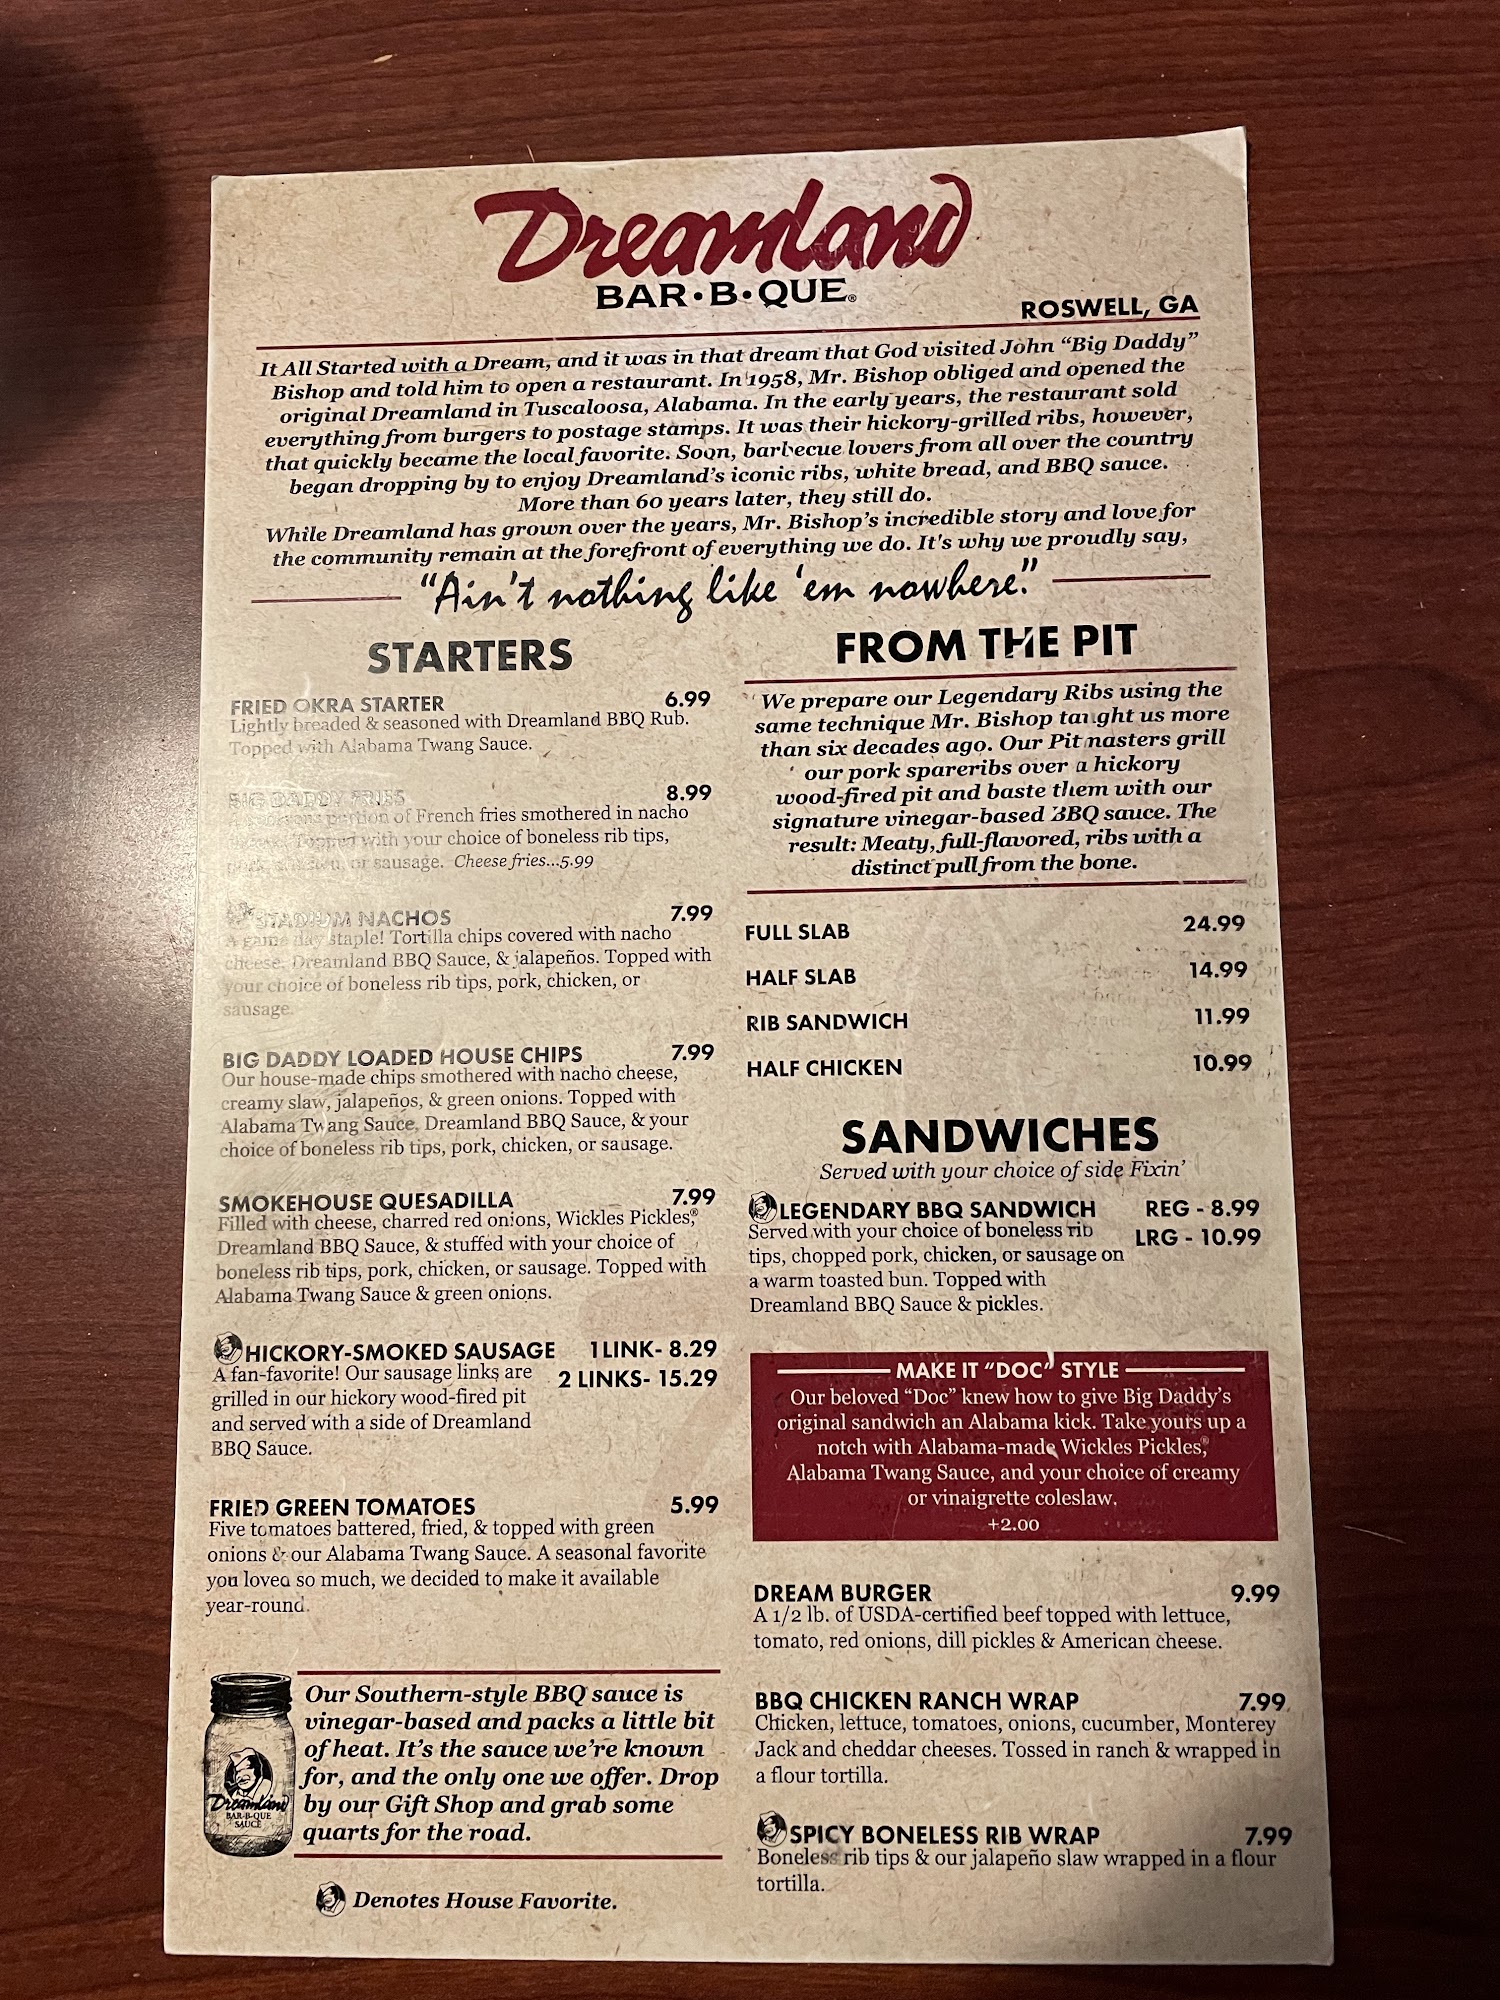 Dreamland
BAR·B·QUE®
ROSWELL, GA
It All Started with a Dream, and it was in that dream that God visited John “Big Daddy”
Bishop and told him to open a restaurant. In 1958, Mr. Bishop obliged and opened the
original Dreamland in Tuscaloosa, Alabama. In the early years, the restaurant sold
everything from burgers to postage stamps. It was their hickory-grilled ribs, however,
that quickly became the local favorite. Soon, barbecue lovers from all over the country
began dropping by to enjoy Dreamland's iconic ribs, white bread, and BBQ sauce.
More than 60 years later, they still do.
While Dreamland has grown over the years, Mr. Bishop's incredible story and love for
the community remain at the forefront of everything we do. It's why we proudly say,
“Ain't nothing like 'em nowhere.”
STARTERS
FRIED OKRA STARTER 6.99
Lightly breaded & seasoned with Dreamland BBQ Rub.
Topped with Alabama Twang Sauce.
BIG DADDY FRIES 8.99
portion of French fries smothered in nacho
Topped with your choice of boneless rib tips,
or sausage. Cheese fries...5.99
STADIUM NACHOS 7.99
A game day staple! Tortilla chips covered with nacho
cheese, Dreamland BBQ Sauce, & jalapeños. Topped with
your choice of boneless rib tips, pork, chicken, or
sausage.
BIG DADDY LOADED HOUSE CHIPS 7.99
Our house-made chips smothered with nacho cheese,
creamy slaw, jalapeños, & green onions. Topped with
Alabama Twang Sauce, Dreamland BBQ Sauce, & your
choice of boneless rib tips, pork, chicken, or sausage.
SMOKEHOUSE QUESADILLA 7.99
Filled with cheese, charred red onions, Wickles Pickles,®
Dreamland BBQ Sauce, & stuffed with your choice of
boneless rib tips, pork, chicken, or sausage. Topped with
Alabama Twang Sauce & green onions.
HICKORY-SMOKED SAUSAGE 1 LINK- 8.29
2 LINKS- 15.29
A fan-favorite! Our sausage links are
grilled in our hickory wood-fired pit
and served with a side of Dreamland
BBQ Sauce.
FRIED GREEN TOMATOES 5.99
Five tomatoes battered, fried, & topped with green
onions & our Alabama Twang Sauce. A seasonal favorite
you loved so much, we decided to make it available
year-round.
Dreamland
BAR-B-QUE
SAUCE
Our Southern-style BBQ sauce is
vinegar-based and packs a little bit
of heat. It's the sauce we're known
for, and the only one we offer. Drop
by our Gift Shop and grab some
quarts for the road.
Denotes House Favorite.
FROM THE PIT
We prepare our Legendary Ribs using the
same technique Mr. Bishop taught us more
than six decades ago. Our Pitmasters grill
our pork spareribs over a hickory
wood-fired pit and baste them with our
signature vinegar-based BBQ sauce. The
result: Meaty, full-flavored, ribs with a
distinct pull from the bone.
FULL SLAB 24.99
HALF SLAB 14.99
RIB SANDWICH 11.99
HALF CHICKEN 10.99
SANDWICHES
Served with your choice of side Fixin'
LEGENDARY BBQ SANDWICH REG - 8.99
LRG - 10.99
Served with your choice of boneless rib
tips, chopped pork, chicken, or sausage on
a warm toasted bun. Topped with
Dreamland BBQ Sauce & pickles.
MAKE IT “DOC” STYLE
Our beloved “Doc” knew how to give Big Daddy's
original sandwich an Alabama kick. Take yours up a
notch with Alabama-made Wickles Pickles,®
Alabama Twang Sauce, and your choice of creamy
or vinaigrette coleslaw.
+2.00
DREAM BURGER 9.99
A 1/2 lb. of USDA-certified beef topped with lettuce,
tomato, red onions, dill pickles & American cheese.
BBQ CHICKEN RANCH WRAP 7.99
Chicken, lettuce, tomatoes, onions, cucumber, Monterey
Jack and cheddar cheeses. Tossed in ranch & wrapped in
a flour tortilla.
SPICY BONELESS RIB WRAP 7.99
Boneless rib tips & our jalapeño slaw wrapped in a flour
tortilla.